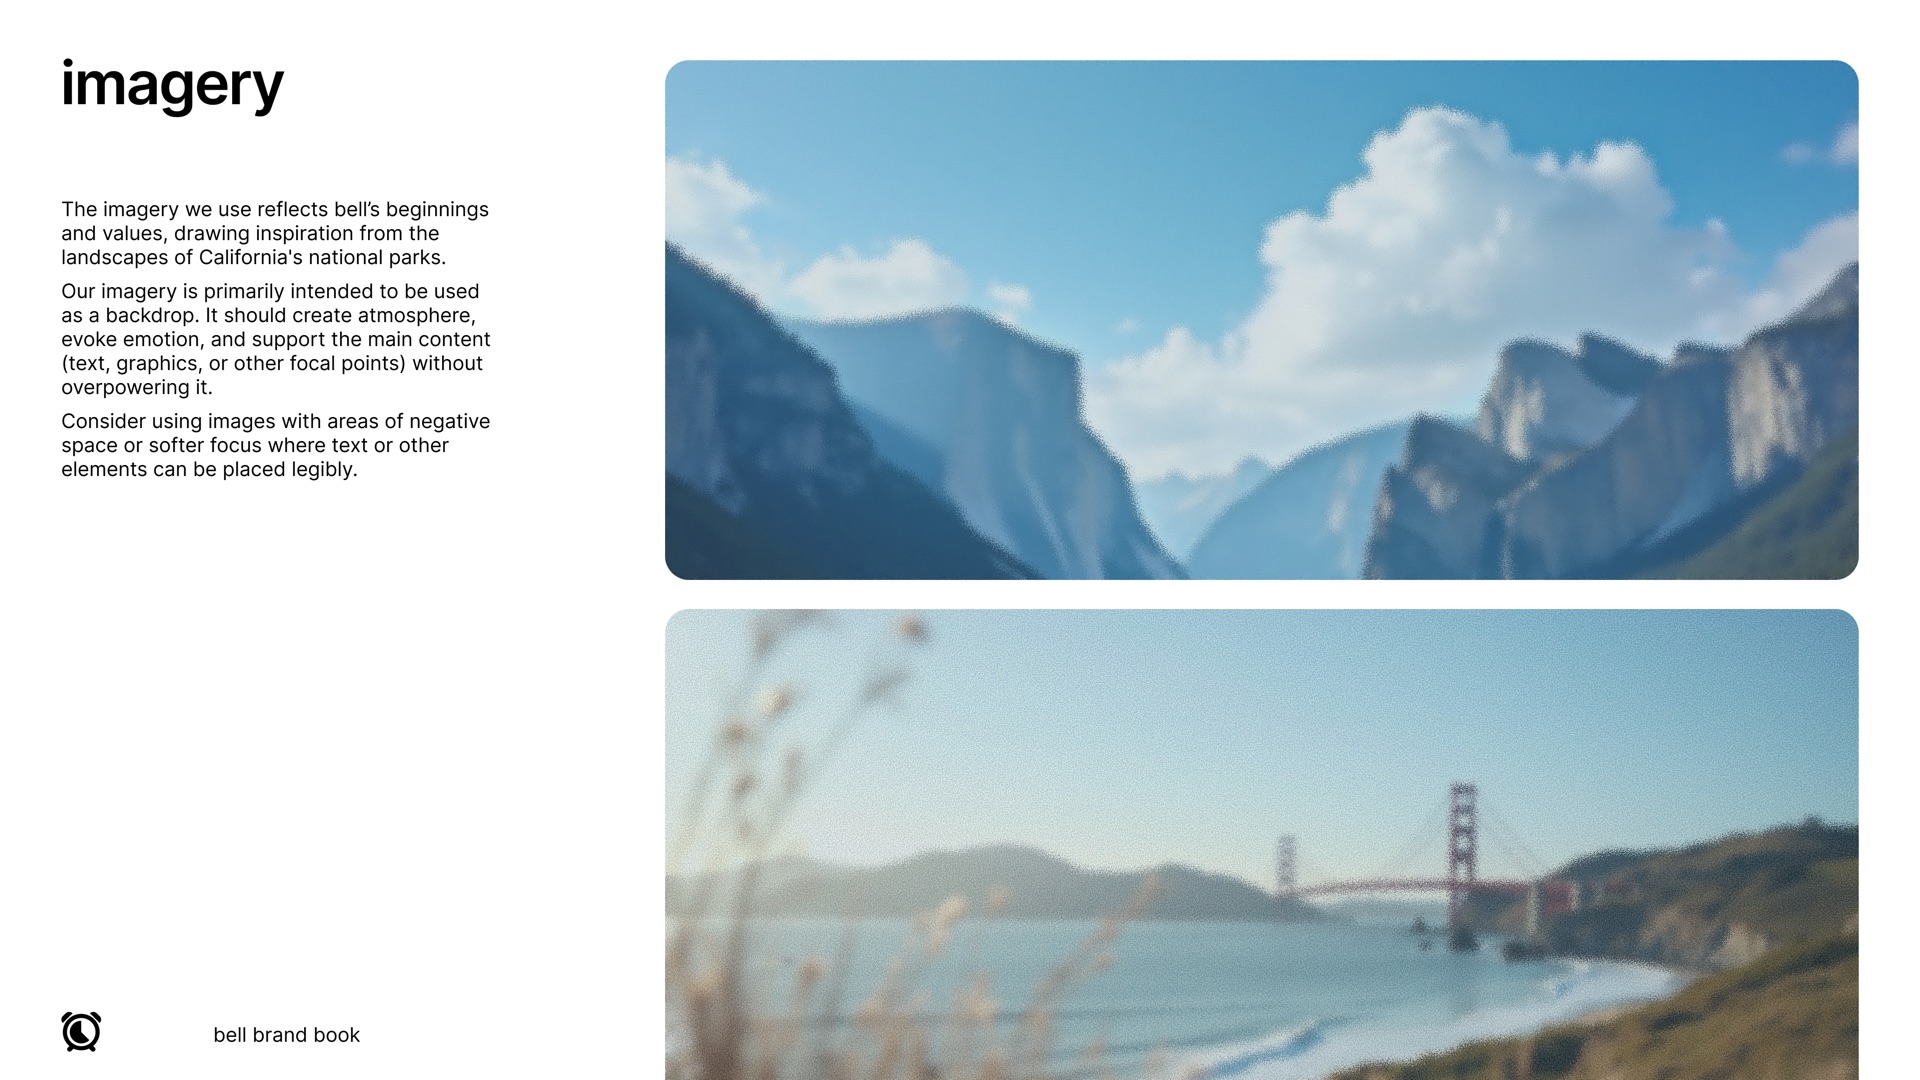 imagery
The imagery we use reflects bell’s beginnings
and values, drawing inspiration from the
landscapes of California's national parks.
Our imagery is primarily intended to be used
as a backdrop. It should create atmosphere,
evoke emotion, and support the main content
(text, graphics, or other focal points) without
overpowering it.
Consider using images with areas of negative
space or softer focus where text or other
elements can be placed legibly.
bell brand book